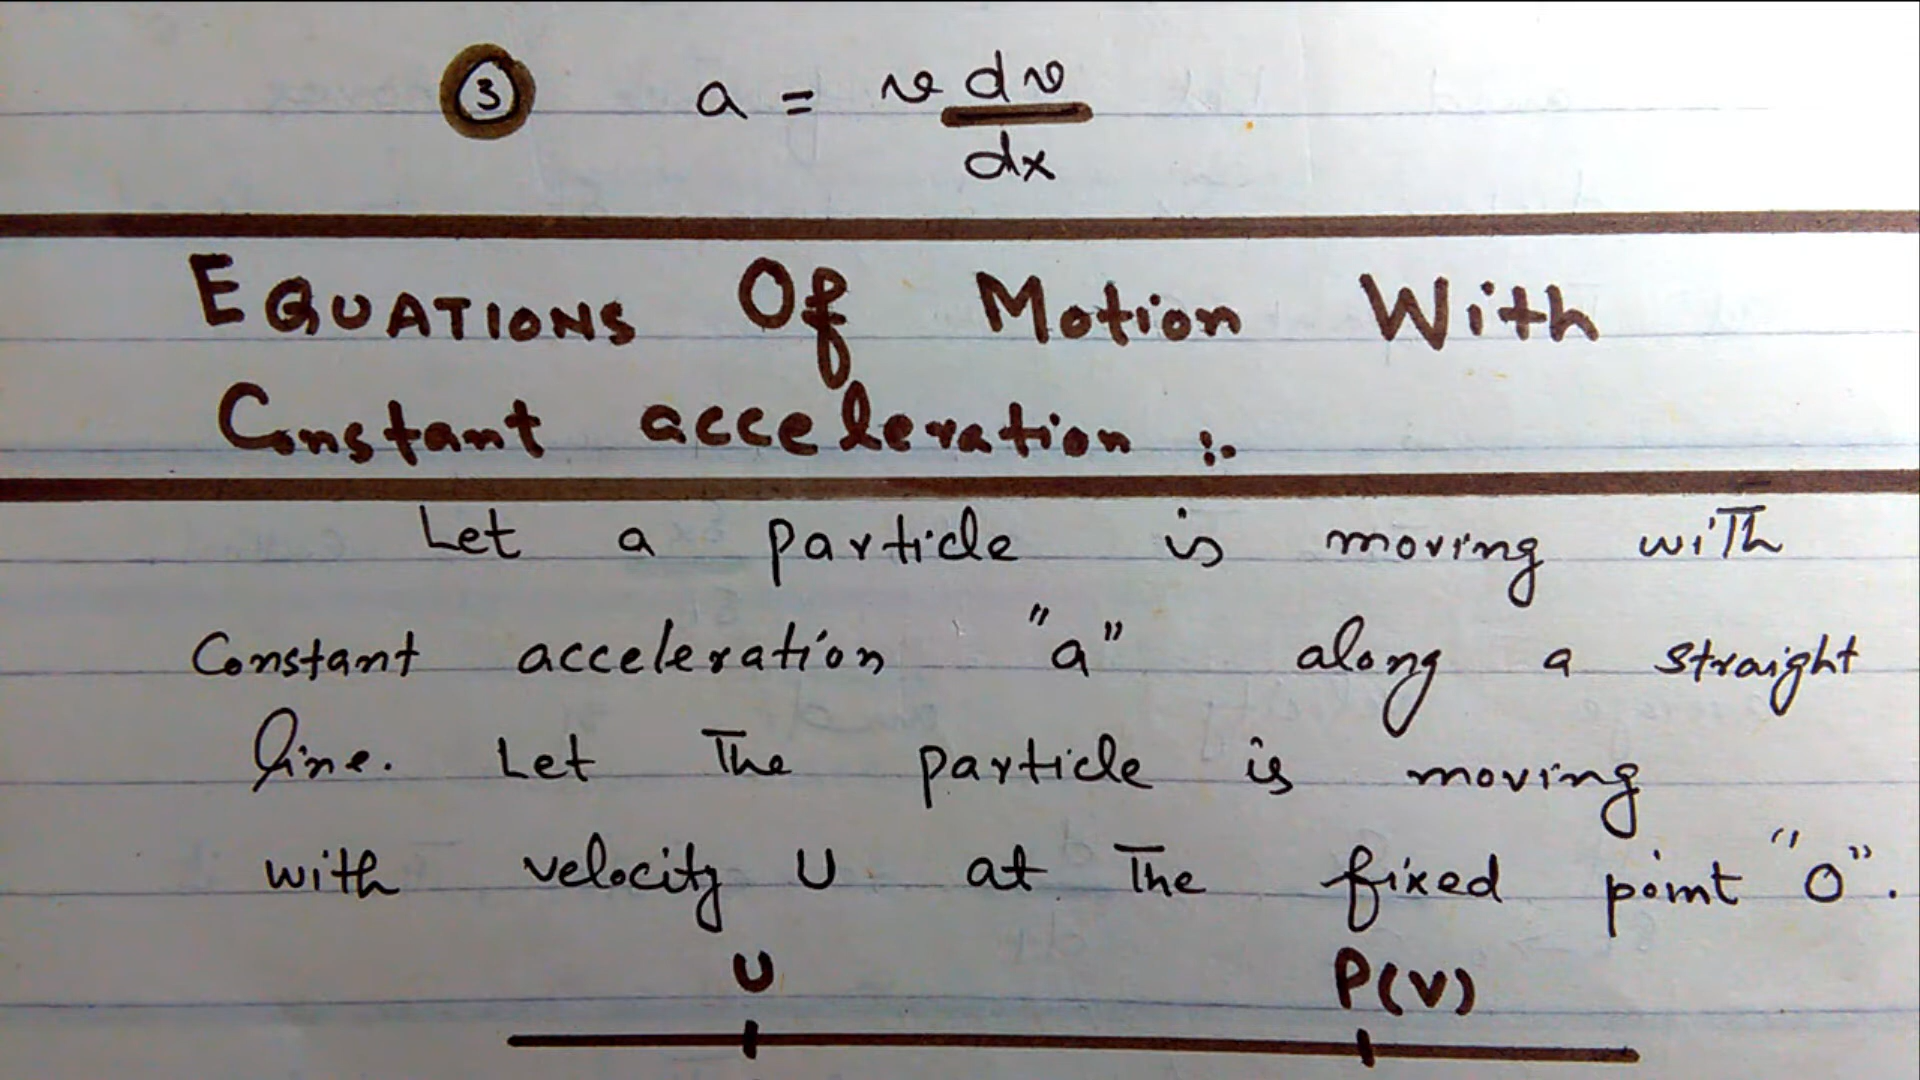 ③ a = v dv
dx
EQUATIONS Of Motion With
Constant acceleration :-
Let a particle is moving with
Constant acceleration "a" along a straight
line. Let The particle is moving
with velocity U at The fixed point "O".
U P(V)